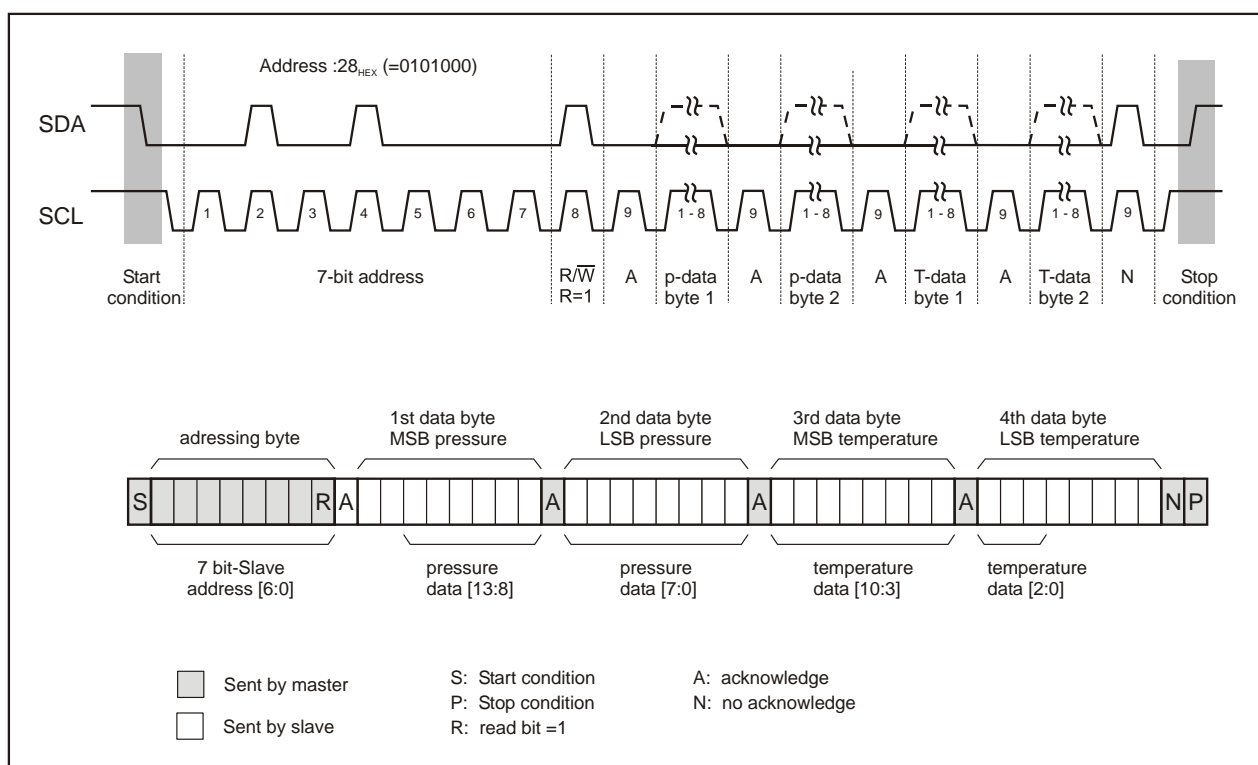 Address :28HEX (=0101000)
SDA
SCL
1 2 3 4 5 6 7 8 9 1 - 8 9 1 - 8 9 1 - 8 9 1 - 8 9
Start
condition
7-bit address
R/W
R=1
A
p-data
byte 1
A
p-data
byte 2
A
T-data
byte 1
A
T-data
byte 2
N
Stop
condition
adressing byte
1st data byte
MSB pressure
2nd data byte
LSB pressure
3rd data byte
MSB temperature
4th data byte
LSB temperature
S R A A A A N P
7 bit-Slave
address [6:0]
pressure
data [13:8]
pressure
data [7:0]
temperature
data [10:3]
temperature
data [2:0]
Sent by master
Sent by slave
S: Start condition
P: Stop condition
R: read bit =1
A: acknowledge
N: no acknowledge